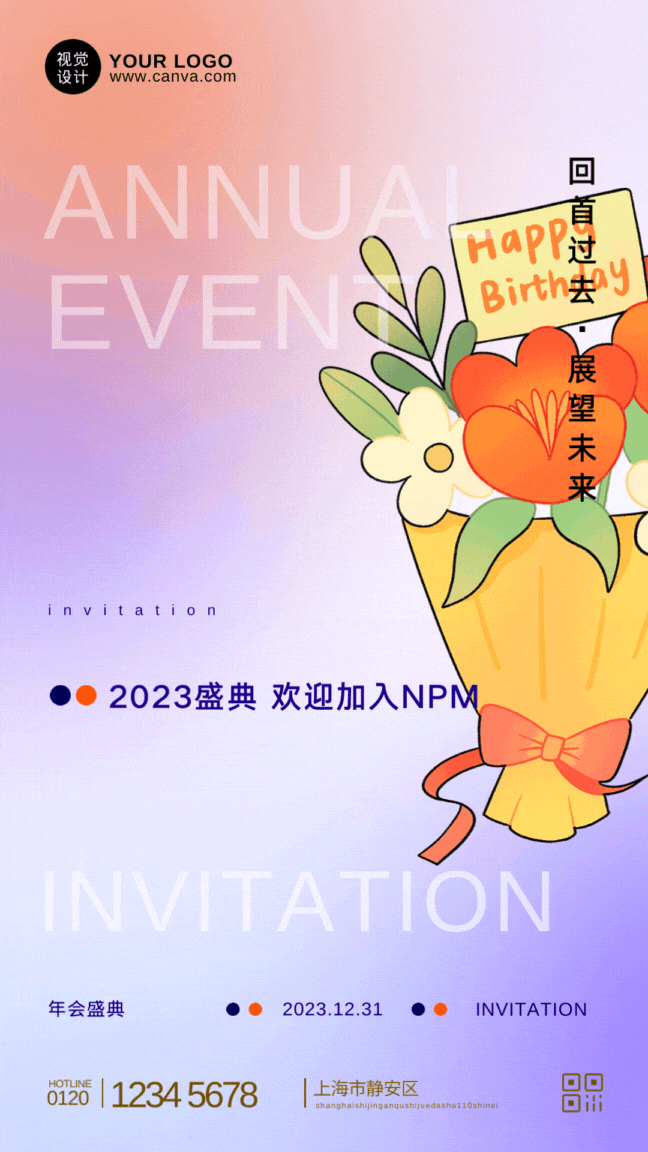 视觉
设计
YOUR LOGO
www.canva.com
ANNUAL
EVENT
Happy
Birthday
回首过去·展望未来
invitation
2023盛典 欢迎加入NPM
INVITATION
年会盛典
2023.12.31
INVITATION
HOTLINE
0120
1234 5678
上海市静安区
shanghaishijinganqushijuedasha110shinei